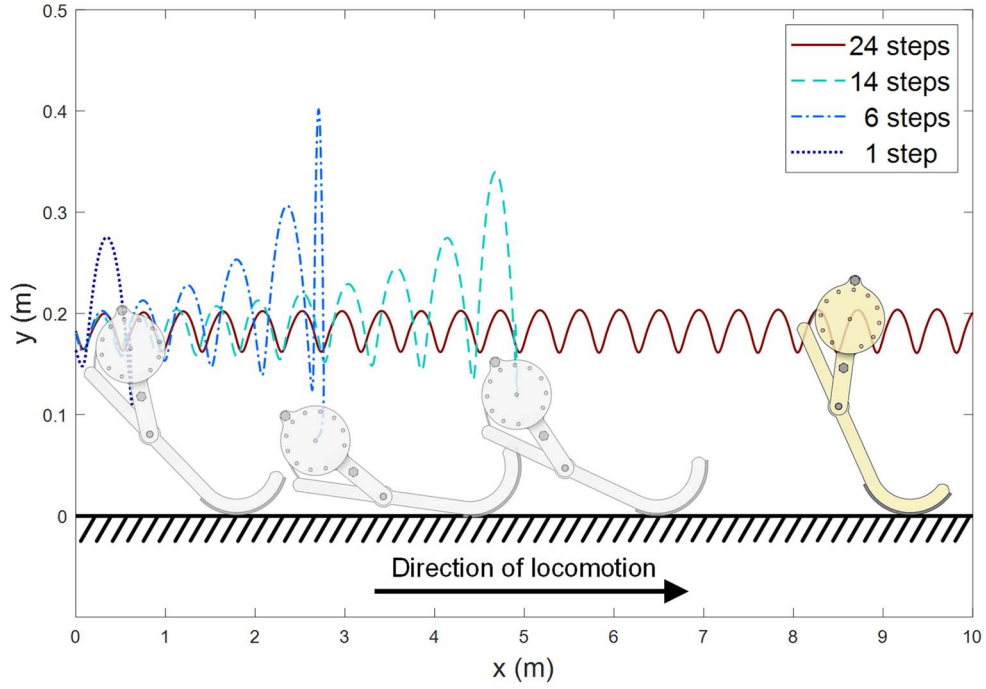 0.5
0.4
0.3
0.2
0.1
0
y (m)
24 steps
14 steps
6 steps
1 step
Direction of locomotion
0 1 2 3 4 5 6 7 8 9 10
x (m)